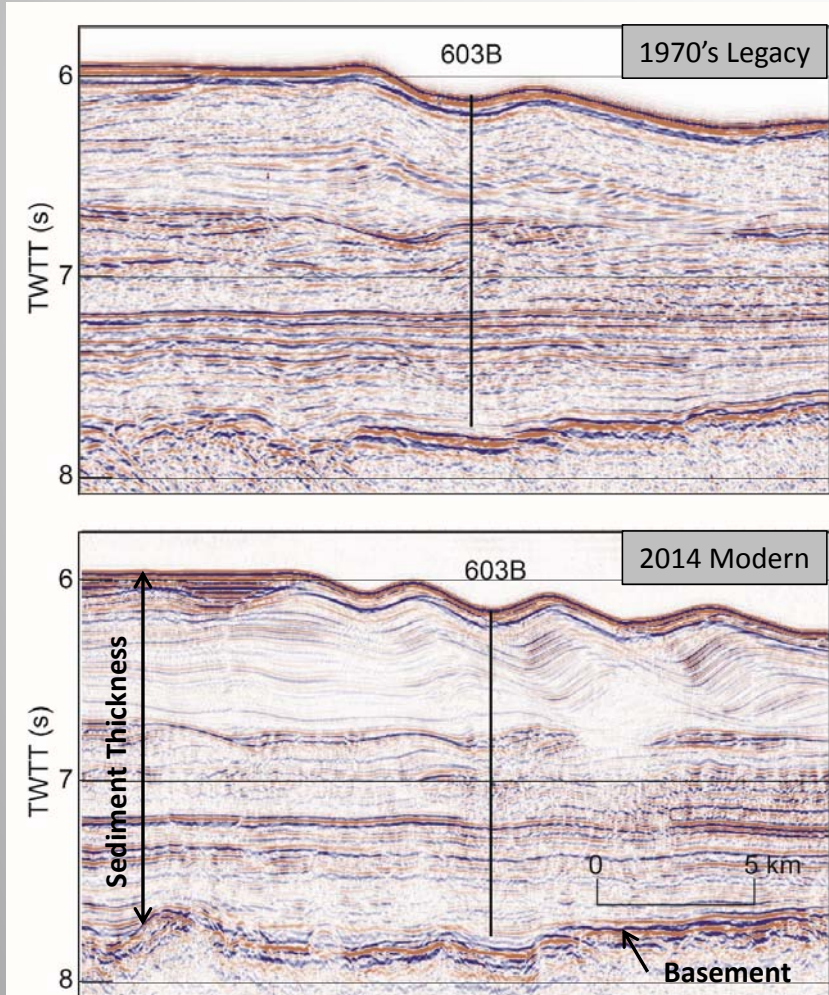 603B
1970's Legacy
6
TWTT (s)
7
8
603B
2014 Modern
6
Sediment Thickness
TWTT (s)
7
0 5 km
8
Basement